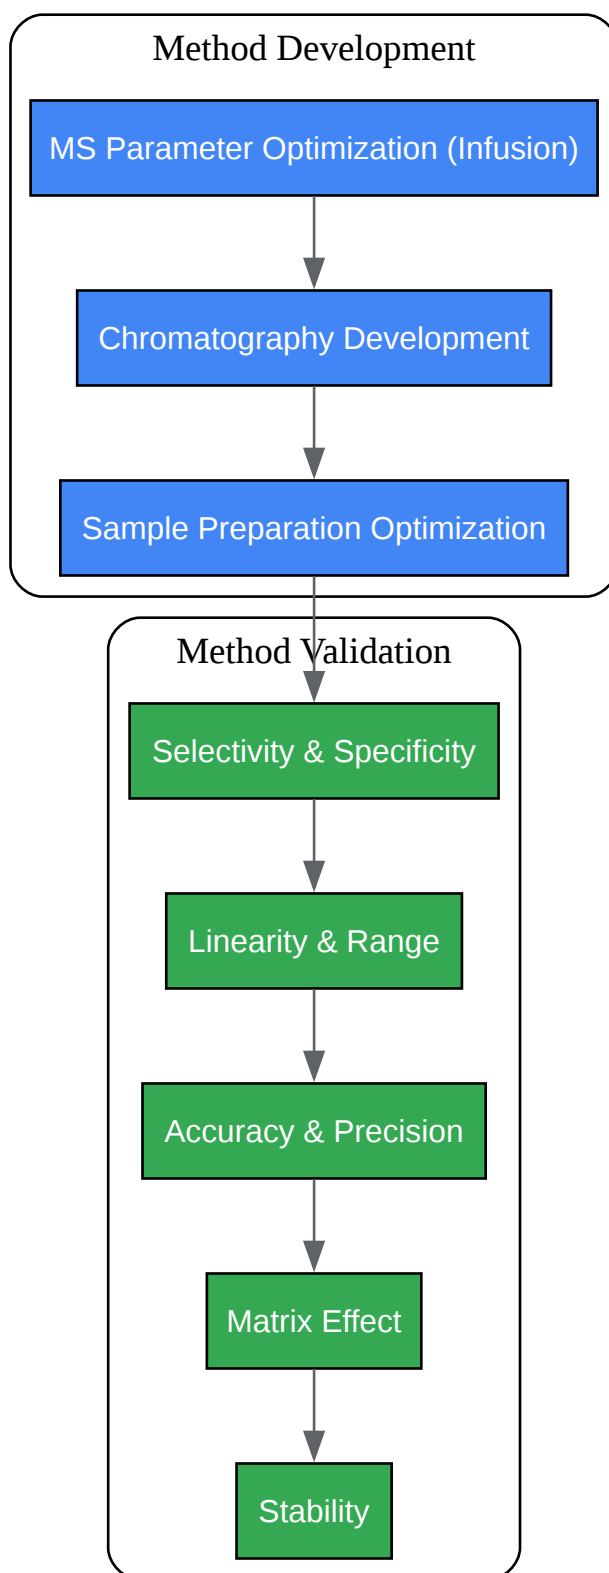 Method Development
MS Parameter Optimization (Infusion)
Chromatography Development
Sample Preparation Optimization
Method Validation
Selectivity & Specificity
Linearity & Range
Accuracy & Precision
Matrix Effect
Stability